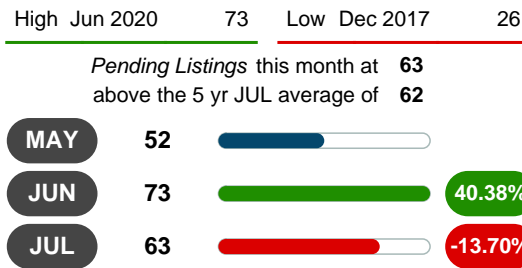 High Jun 2020 73 Low Dec 2017 26
Pending Listings this month at 63
above the 5 yr JUL average of 62
MAY 52
JUN 73 40.38%
JUL 63 -13.70%